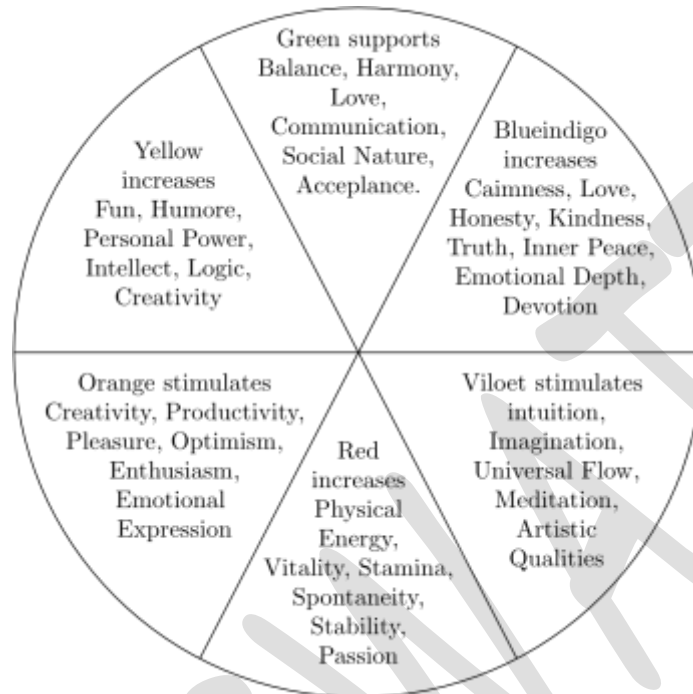 Green supports
Balance, Harmony,
Love,
Communication,
Social Nature,
Acceplance.
Blueindigo
increases
Caimness, Love,
Honesty, Kindness,
Truth, Inner Peace,
Emotional Depth,
Devotion
Viloet stimulates
intuition,
Imagination,
Universal Flow,
Meditation,
Artistic
Qualities
Red
increases
Physical
Energy,
Vitality, Stamina,
Spontaneity,
Stability,
Passion
Orange stimulates
Creativity, Productivity,
Pleasure, Optimism,
Enthusiasm,
Emotional
Expression
Yellow
increases
Fun, Humore,
Personal Power,
Intellect, Logic,
Creativity